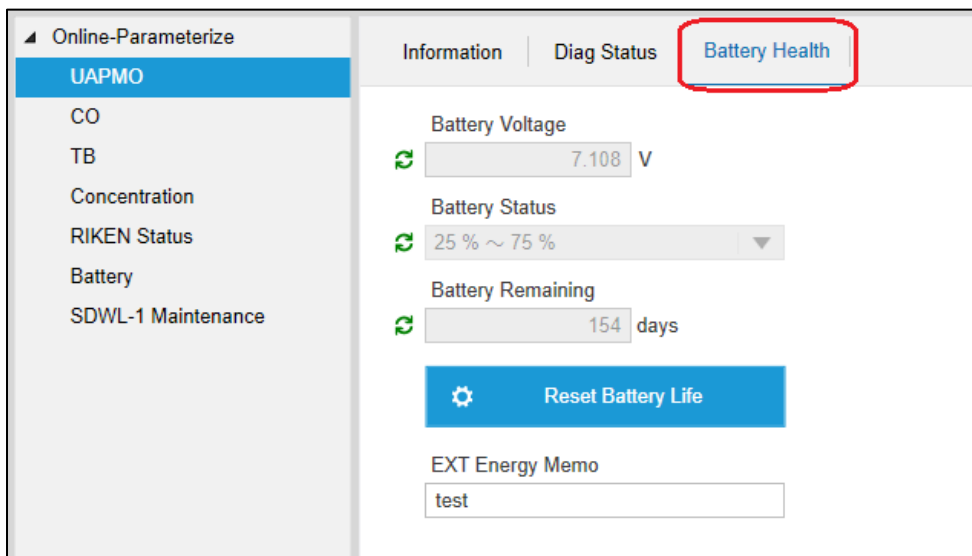 Online-Parameterize
UAPMO
CO
TB
Concentration
RIKEN Status
Battery
SDWL-1 Maintenance
Information Diag Status Battery Health
Battery Voltage
7.108 V
Battery Status
25 % ~ 75 %
Battery Remaining
154 days
Reset Battery Life
EXT Energy Memo
test